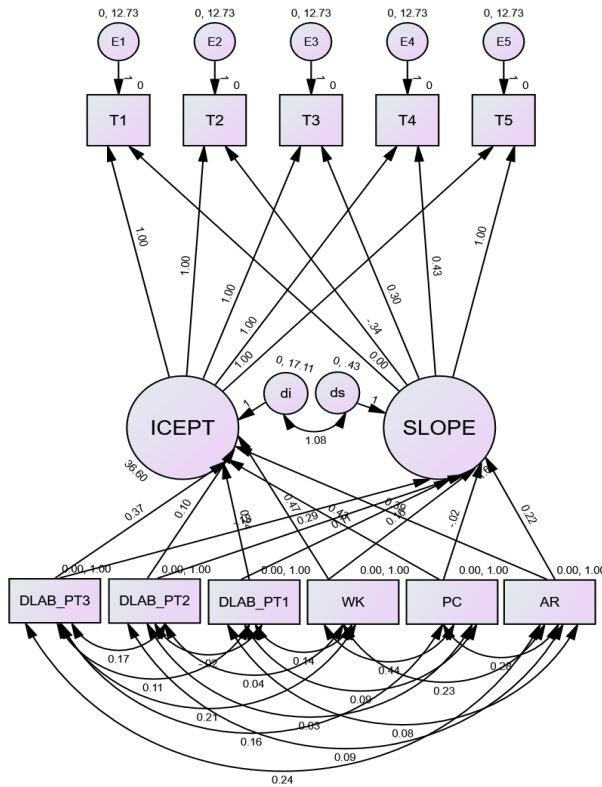 0, 12.73 0, 12.73 0, 12.73 0, 12.73 0, 12.73
E1 E2 E3 E4 E5
1 1 1 1 1
0 0 0 0 0
T1 T2 T3 T4 T5
1.00
1.00
1.00
1.00
1.00
0.00
-.34
0.30
0.43
1.00
0, 17.11 0, .43
di ds
1 1
1.08
ICEPT SLOPE
36.60
0.37
0.10
0.29
0.47
-.02
0.22
0.00, 1.00 0.00, 1.00 0.00, 1.00 0.00, 1.00 0.00, 1.00 0.00, 1.00
DLAB_PT3 DLAB_PT2 DLAB_PT1 WK PC AR
0.17 -.02 0.14 0.44 0.28
0.11 0.04 0.09 0.23
0.21 0.03 0.08
0.16 0.09
0.24